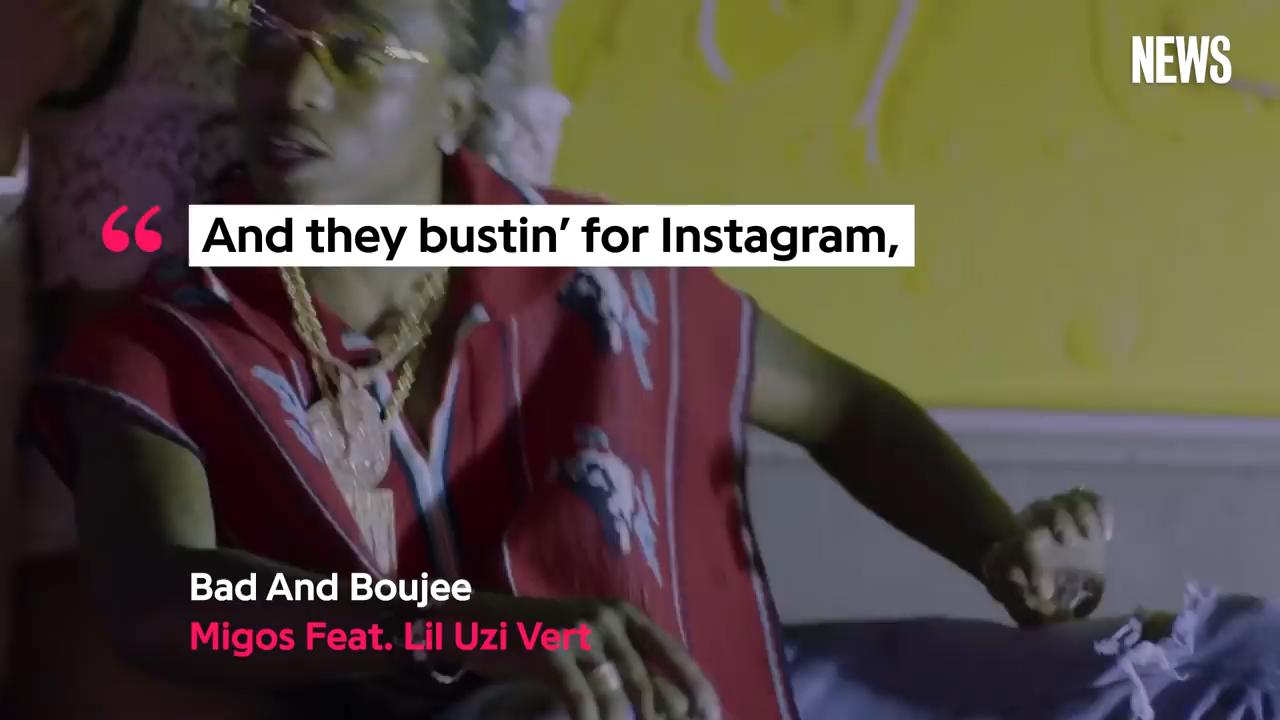 NEWS
“ And they bustin’ for Instagram,
Bad And Boujee
Migos Feat. Lil Uzi Vert